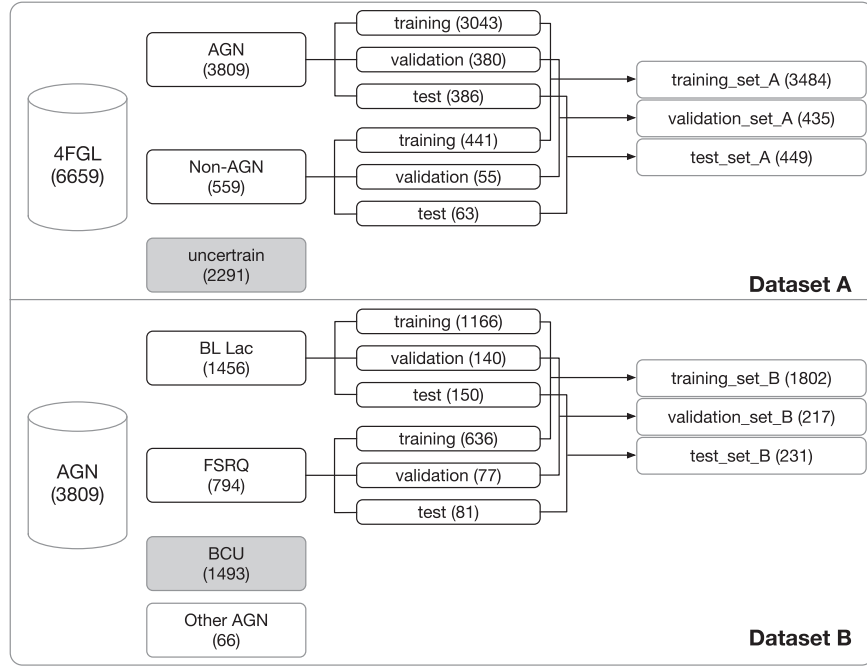 4FGL
(6659)
AGN
(3809)
Non-AGN
(559)
uncertrain
(2291)
training (3043)
validation (380)
test (386)
training (441)
validation (55)
test (63)
training_set_A (3484)
validation_set_A (435)
test_set_A (449)
Dataset A
AGN
(3809)
BL Lac
(1456)
FSRQ
(794)
BCU
(1493)
Other AGN
(66)
training (1166)
validation (140)
test (150)
training (636)
validation (77)
test (81)
training_set_B (1802)
validation_set_B (217)
test_set_B (231)
Dataset B